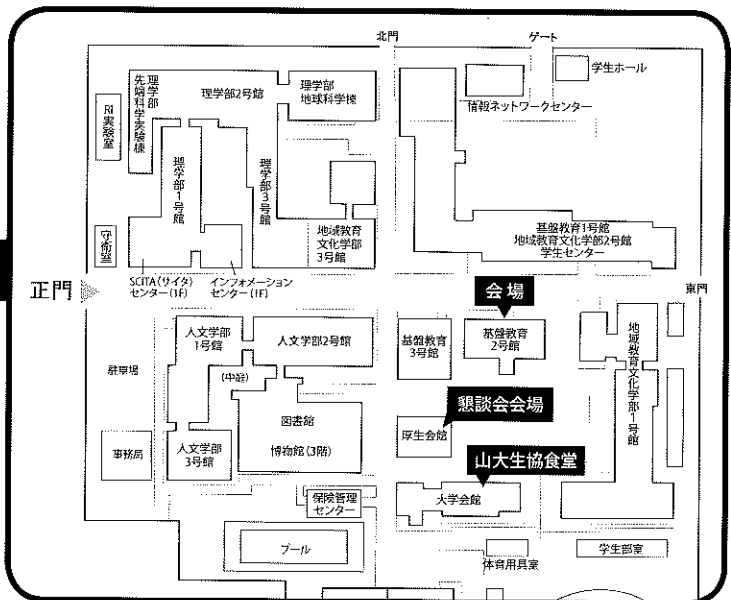 北門
ゲート
学生ホール
情報ネットワークセンター
理学部
先端科学実験棟
理学部2号館
理学部
地球科学棟
RI実験室
理学部1号館
理学部3号館
地域教育
文化学部
3号館
基盤教育1号館
地域教育文化学部2号館
学生センター
守衛室
SCITA(サイタ)
センター(1F)
インフォメーション
センター(1F)
正門
東門
会場
人文学部
1号館
人文学部2号館
基盤教育
3号館
基盤教育
2号館
地域教育文化学部1号館
駐車場
(中庭)
懇談会会場
図書館
博物館(3階)
厚生会館
事務局
人文学部
3号館
山大生協食堂
保険管理
センター
大学会館
プール
体育用具室
学生部室